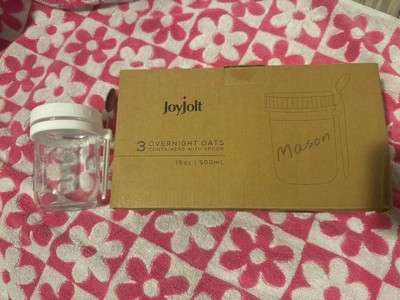 JoyJolt
3 OVERNIGHT OATS
CONTAINERS WITH SPOON
16oz | 500mL
Mason